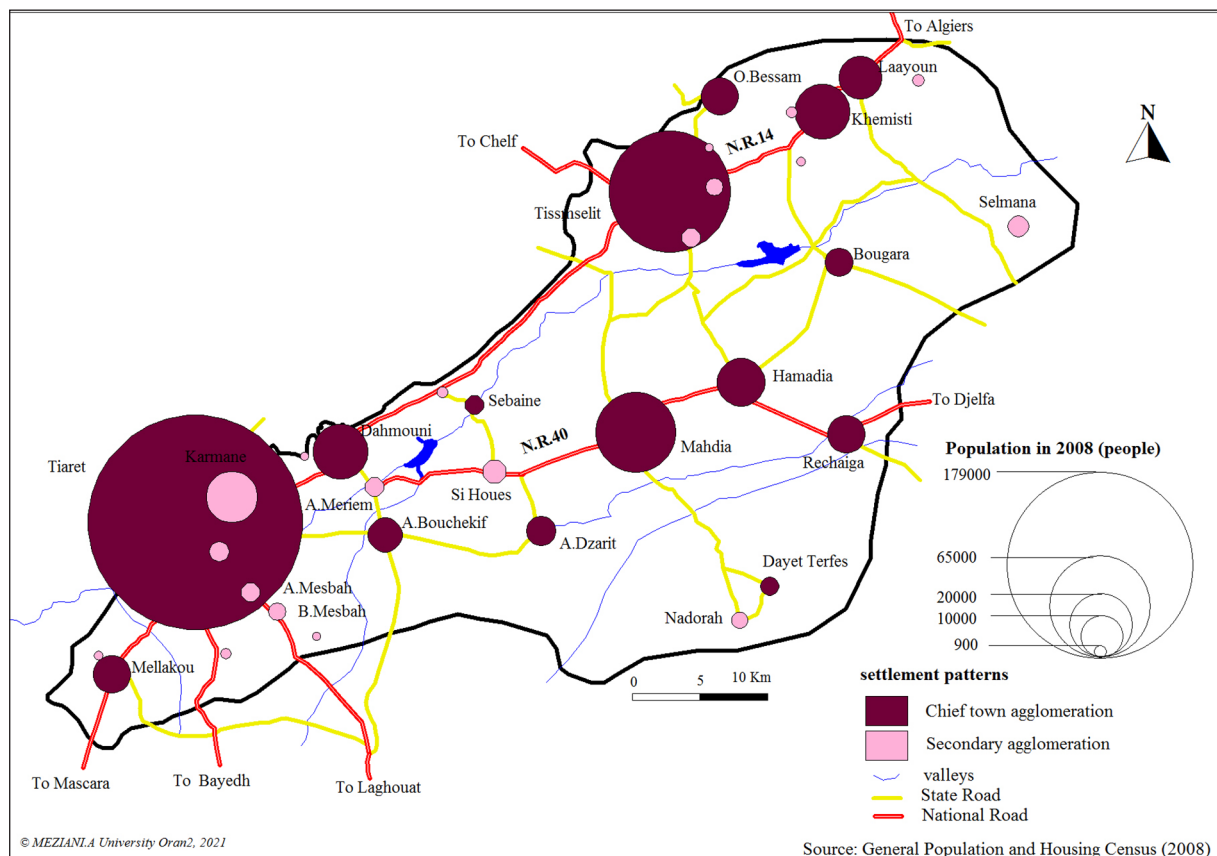 To Algiers
Laayoun
O.Bessam
Khemisti
N
To Chelf
N.R.14
Selmana
Tissmselit
Bougara
Hamadia
Sebaine
To Djelfa
Dahmouni
N.R.40
Mahdia
Rechaiga
Karmane
Tiaret
Si Houes
A.Meriem
A.Bouchekif
A.Dzarit
Dayet Terfes
A.Mesbah
B.Mesbah
Nadorah
Mellakou
0 5 10 Km
To Mascara
To Bayedh
To Laghouat
Population in 2008 (people)
179000
65000
20000
10000
900
settlement patterns
Chief town agglomeration
Secondary agglomeration
valleys
State Road
National Road
© MEZIANI.A University Oran2, 2021
Source: General Population and Housing Census (2008)